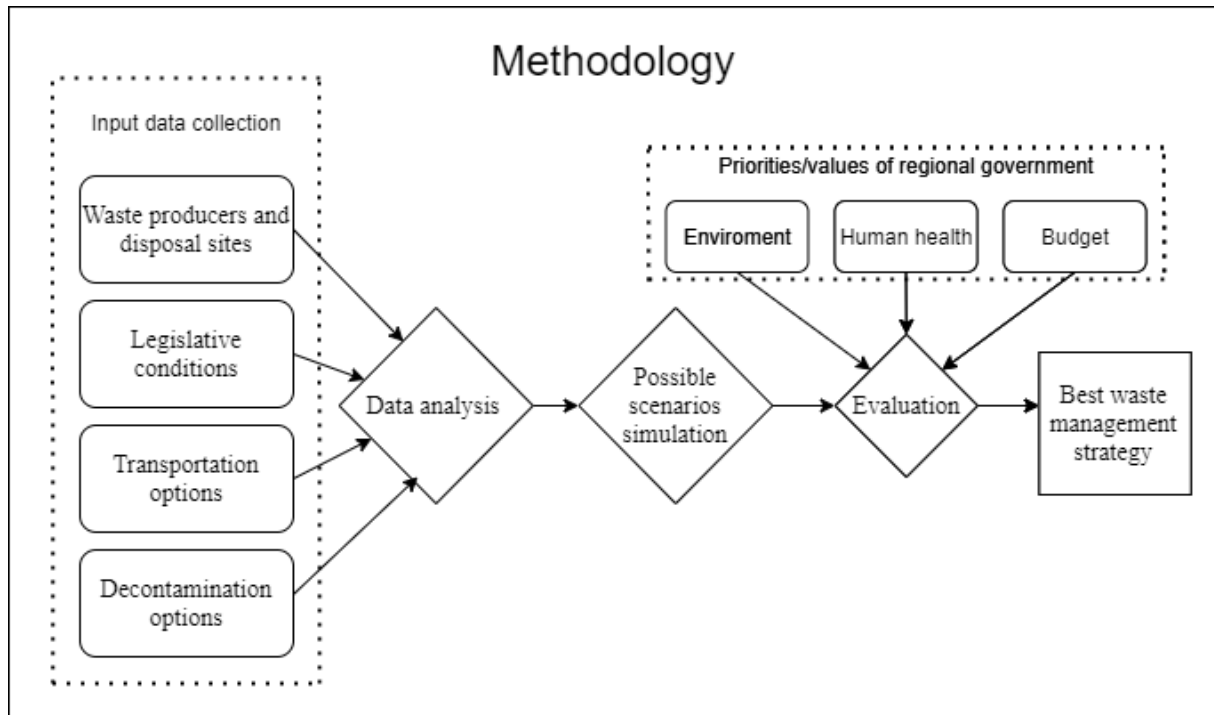 Methodology
Input data collection
Waste producers and
disposal sites
Legislative
conditions
Transportation
options
Decontamination
options
Data analysis
Possible
scenarios
simulation
Priorities/values of regional government
Enviroment
Human health
Budget
Evaluation
Best waste
management
strategy